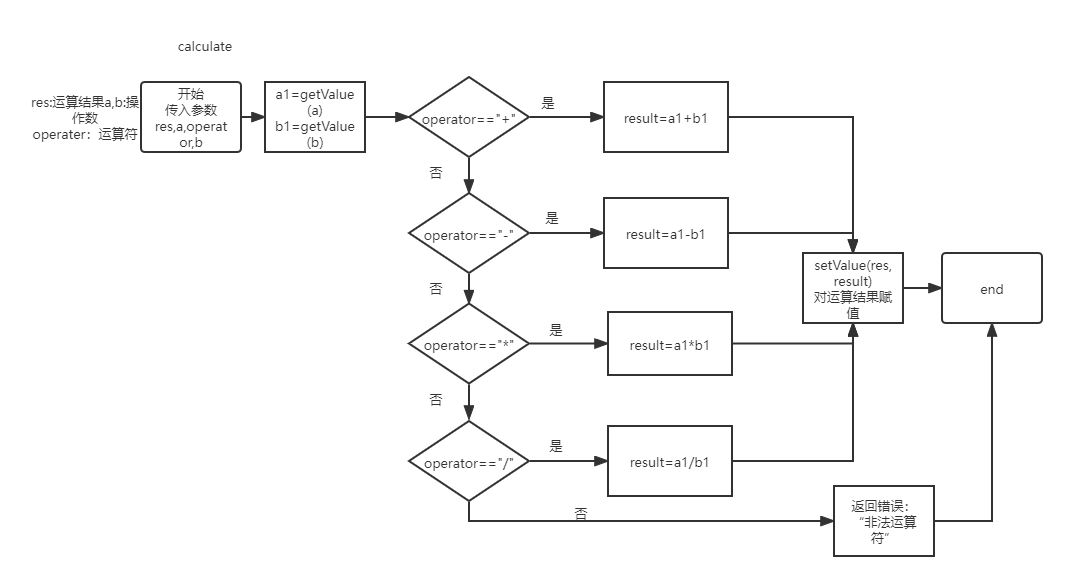 calculate
res:运算结果a,b:操
作数
operater：运算符
开始
传入参数
res,a,operat
or,b
a1=getValue
(a)
b1=getValue
(b)
operator=="+"
是
result=a1+b1
否
operator=="-"
是
result=a1-b1
setValue(res,
result)
对运算结果赋
值
end
否
operator=="*"
是
result=a1*b1
否
operator=="/"
是
result=a1/b1
否
返回错误：
“非法运算
符”